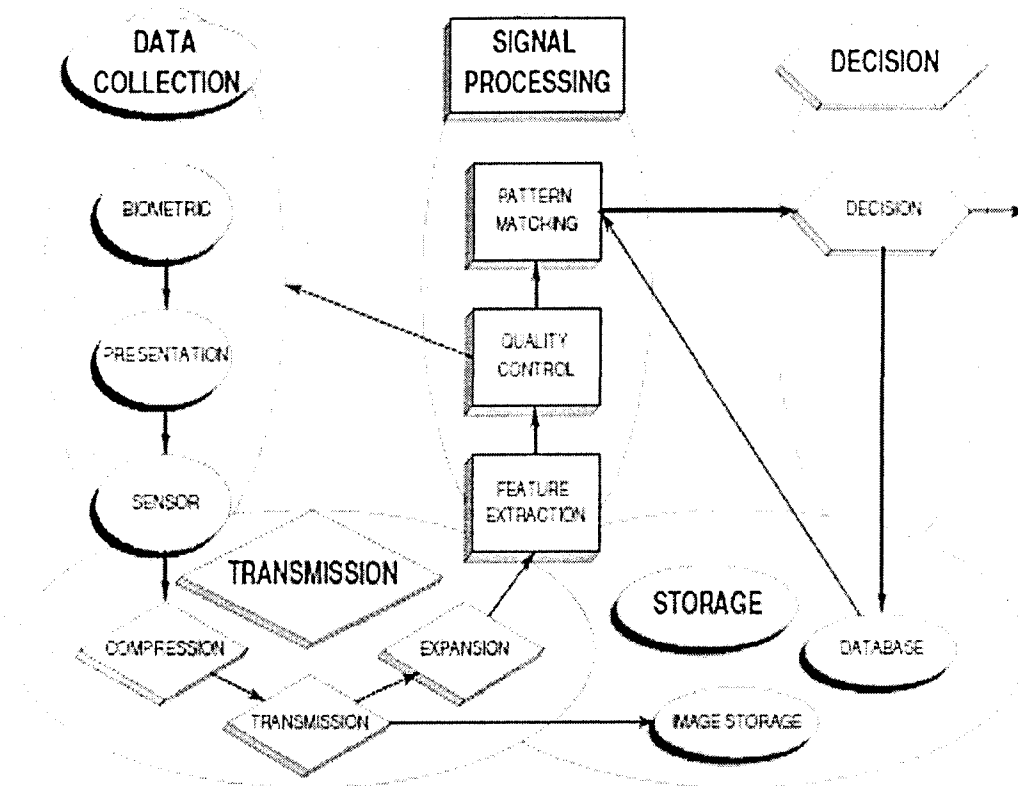 DATA
COLLECTION
SIGNAL
PROCESSING
DECISION
BIOMETRIC
PATTERN
MATCHING
DECISION
PRESENTATION
QUALITY
CONTROL
SENSOR
FEATURE
EXTRACTION
TRANSMISSION
STORAGE
COMPRESSION
EXPANSION
DATABASE
TRANSMISSION
IMAGE STORAGE